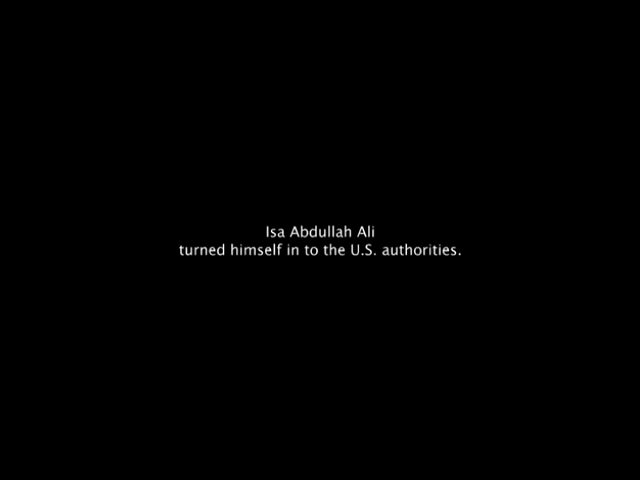 Isa Abdullah Ali
turned himself in to the U.S. authorities.